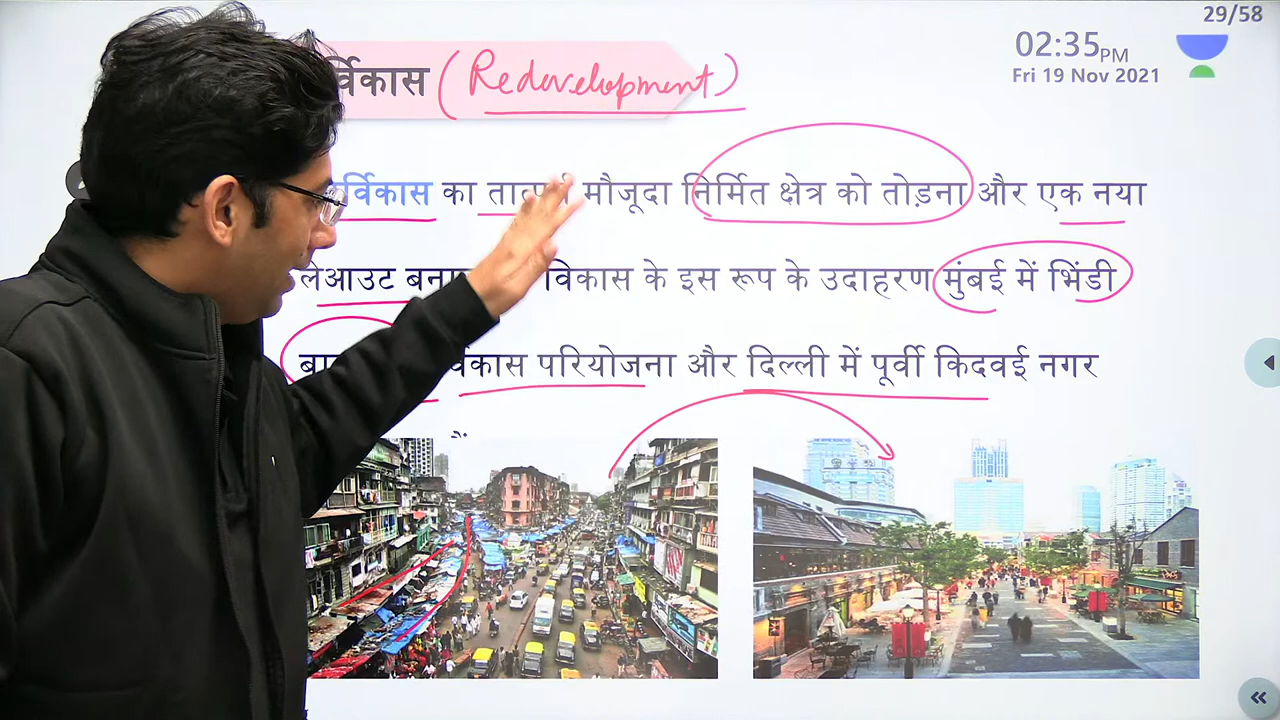 29/58
02:35PM
Fri 19 Nov 2021
र्विकास (Redevelopment)
र्विकास का मौजूदा निर्मित क्षेत्र को तोड़ना और एक नया
लेआउट विकास के इस रूप के उदाहरण मुंबई में भिंडी
परियोजना और दिल्ली में पूर्वी किदवई नगर